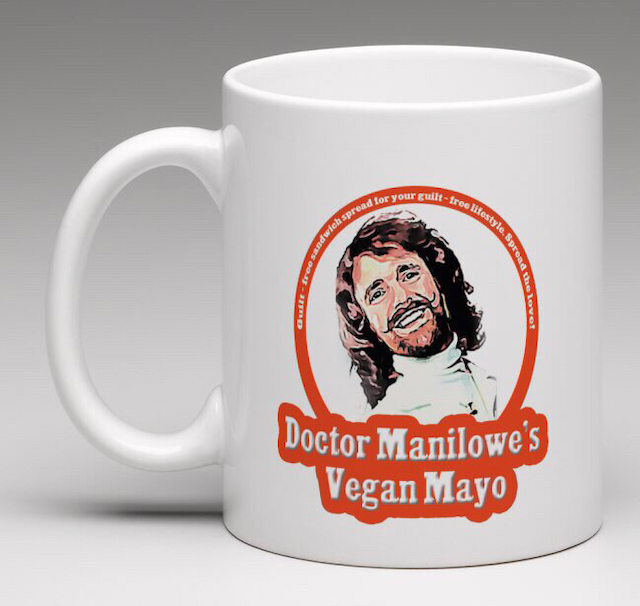 Guilt - free sandwich spread for your guilt - free lifestyle. Spread the love!
Doctor Manilowe's
Vegan Mayo